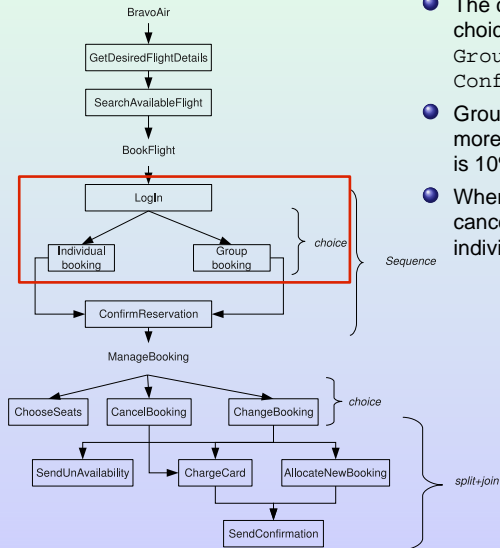 BravoAir
GetDesiredFlightDetails
SearchAvailableFlight
BookFlight
LogIn
Individual
booking
Group
booking
choice
Sequence
ConfirmReservation
ManageBooking
ChooseSeats
CancelBooking
ChangeBooking
choice
SendUnAvailability
ChargeCard
AllocateNewBooking
split+join
SendConfirmation
The
choic
Grou
Conf
Grou
more
is 10
When
cance
indivi